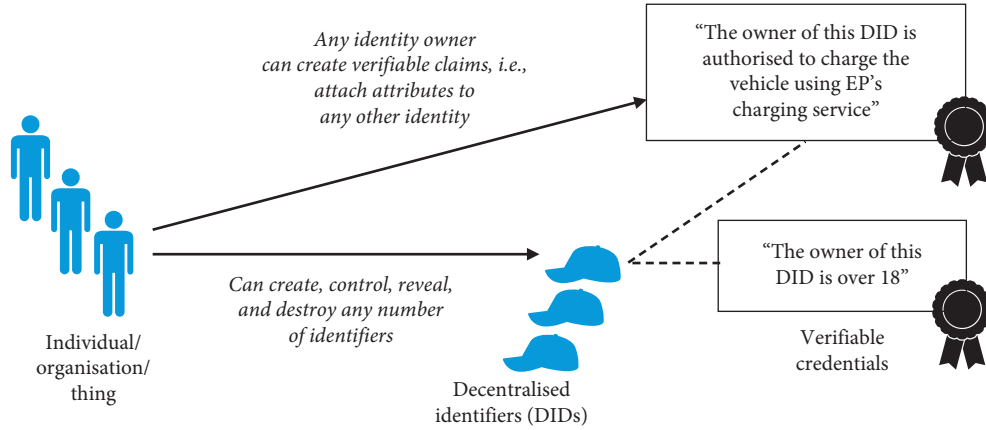 Any identity owner
can create verifiable claims, i.e.,
attach attributes to
any other identity
“The owner of this DID is
authorised to charge the
vehicle using EP’s
charging service”
Can create, control, reveal,
and destroy any number
of identifiers
“The owner of this
DID is over 18”
Individual/
organisation/
thing
Decentralised
identifiers (DIDs)
Verifiable
credentials